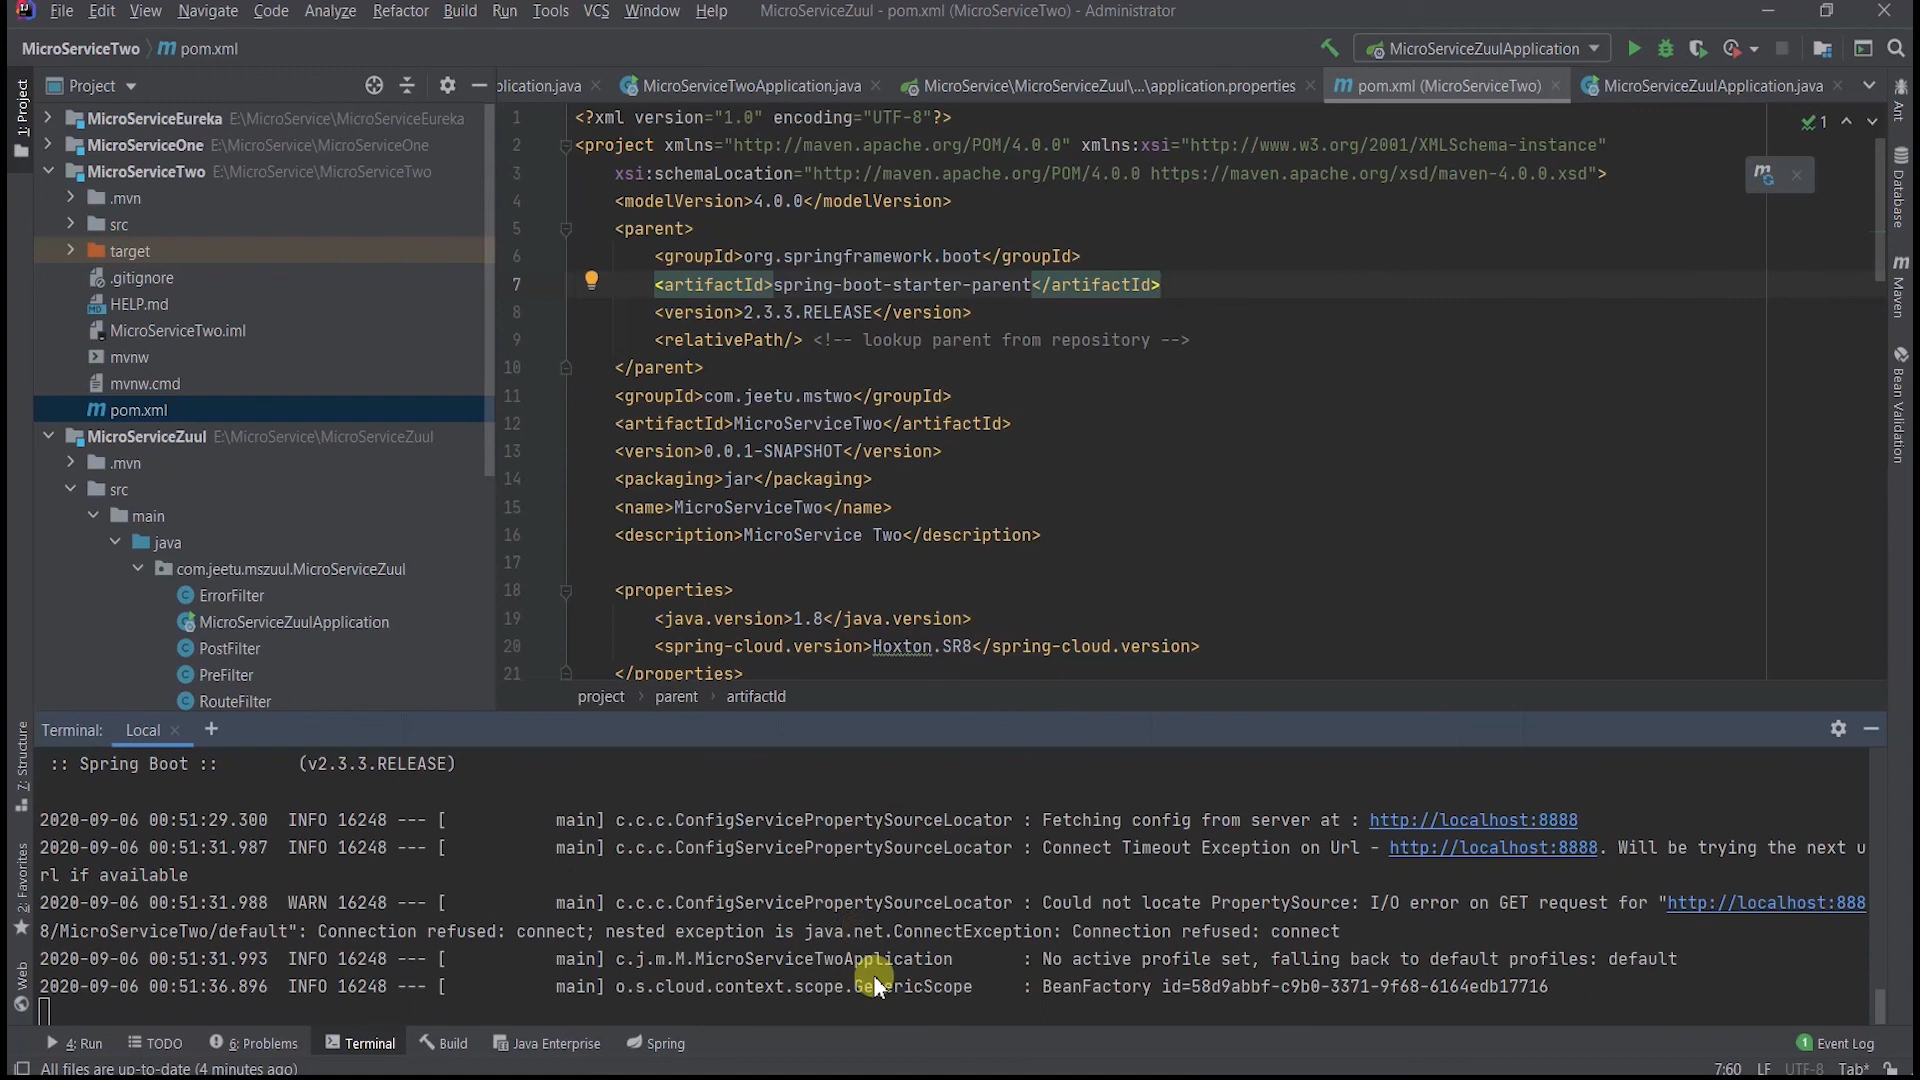 File Edit View Navigate Code Analyze Refactor Build Run Tools VCS Window Help MicroServiceZuul - pom.xml (MicroServiceTwo) - Administrator
MicroServiceTwo pom.xml MicroServiceZuulApplication
Project plication.java MicroServiceTwoApplication.java MicroService\MicroServiceZuul\...\application.properties pom.xml (MicroServiceTwo) MicroServiceZuulApplication.java
1: Project
MicroServiceEureka E:\MicroService\MicroServiceEureka
MicroServiceOne E:\MicroService\MicroServiceOne
MicroServiceTwo E:\MicroService\MicroServiceTwo
.mvn
src
target
.gitignore
HELP.md
MicroServiceTwo.iml
mvnw
mvnw.cmd
pom.xml
MicroServiceZuul E:\MicroService\MicroServiceZuul
.mvn
src
main
java
com.jeetu.mszuul.MicroServiceZuul
ErrorFilter
MicroServiceZuulApplication
PostFilter
PreFilter
RouteFilter
1 <?xml version="1.0" encoding="UTF-8"?>
2 <project xmlns="http://maven.apache.org/POM/4.0.0" xmlns:xsi="http://www.w3.org/2001/XMLSchema-instance"
3 xsi:schemaLocation="http://maven.apache.org/POM/4.0.0 https://maven.apache.org/xsd/maven-4.0.0.xsd">
4 <modelVersion>4.0.0</modelVersion>
5 <parent>
6 <groupId>org.springframework.boot</groupId>
7 <artifactId>spring-boot-starter-parent</artifactId>
8 <version>2.3.3.RELEASE</version>
9 <relativePath/> <!-- lookup parent from repository -->
10 </parent>
11 <groupId>com.jeetu.mstwo</groupId>
12 <artifactId>MicroServiceTwo</artifactId>
13 <version>0.0.1-SNAPSHOT</version>
14 <packaging>jar</packaging>
15 <name>MicroServiceTwo</name>
16 <description>MicroService Two</description>
17
18 <properties>
19 <java.version>1.8</java.version>
20 <spring-cloud.version>Hoxton.SR8</spring-cloud.version>
21 </properties>
1
project parent artifactId
Ant
Database
Maven
Bean Validation
7: Structure
2: Favorites
Web
Terminal: Local
:: Spring Boot :: (v2.3.3.RELEASE)
2020-09-06 00:51:29.300 INFO 16248 --- [ main] c.c.c.ConfigServicePropertySourceLocator : Fetching config from server at : http://localhost:8888
2020-09-06 00:51:31.987 INFO 16248 --- [ main] c.c.c.ConfigServicePropertySourceLocator : Connect Timeout Exception on Url - http://localhost:8888. Will be trying the next u
rl if available
2020-09-06 00:51:31.988 WARN 16248 --- [ main] c.c.c.ConfigServicePropertySourceLocator : Could not locate PropertySource: I/O error on GET request for "http://localhost:888
8/MicroServiceTwo/default": Connection refused: connect; nested exception is java.net.ConnectException: Connection refused: connect
2020-09-06 00:51:31.993 INFO 16248 --- [ main] c.j.m.M.MicroServiceTwoApplication : No active profile set, falling back to default profiles: default
2020-09-06 00:51:36.896 INFO 16248 --- [ main] o.s.cloud.context.scope.GenericScope : BeanFactory id=58d9abbf-c9b0-3371-9f68-6164edb17716
4: Run TODO 6: Problems Terminal Build Java Enterprise Spring 1 Event Log
All files are up-to-date (4 minutes ago) 7:60 LF UTF-8 Tab*